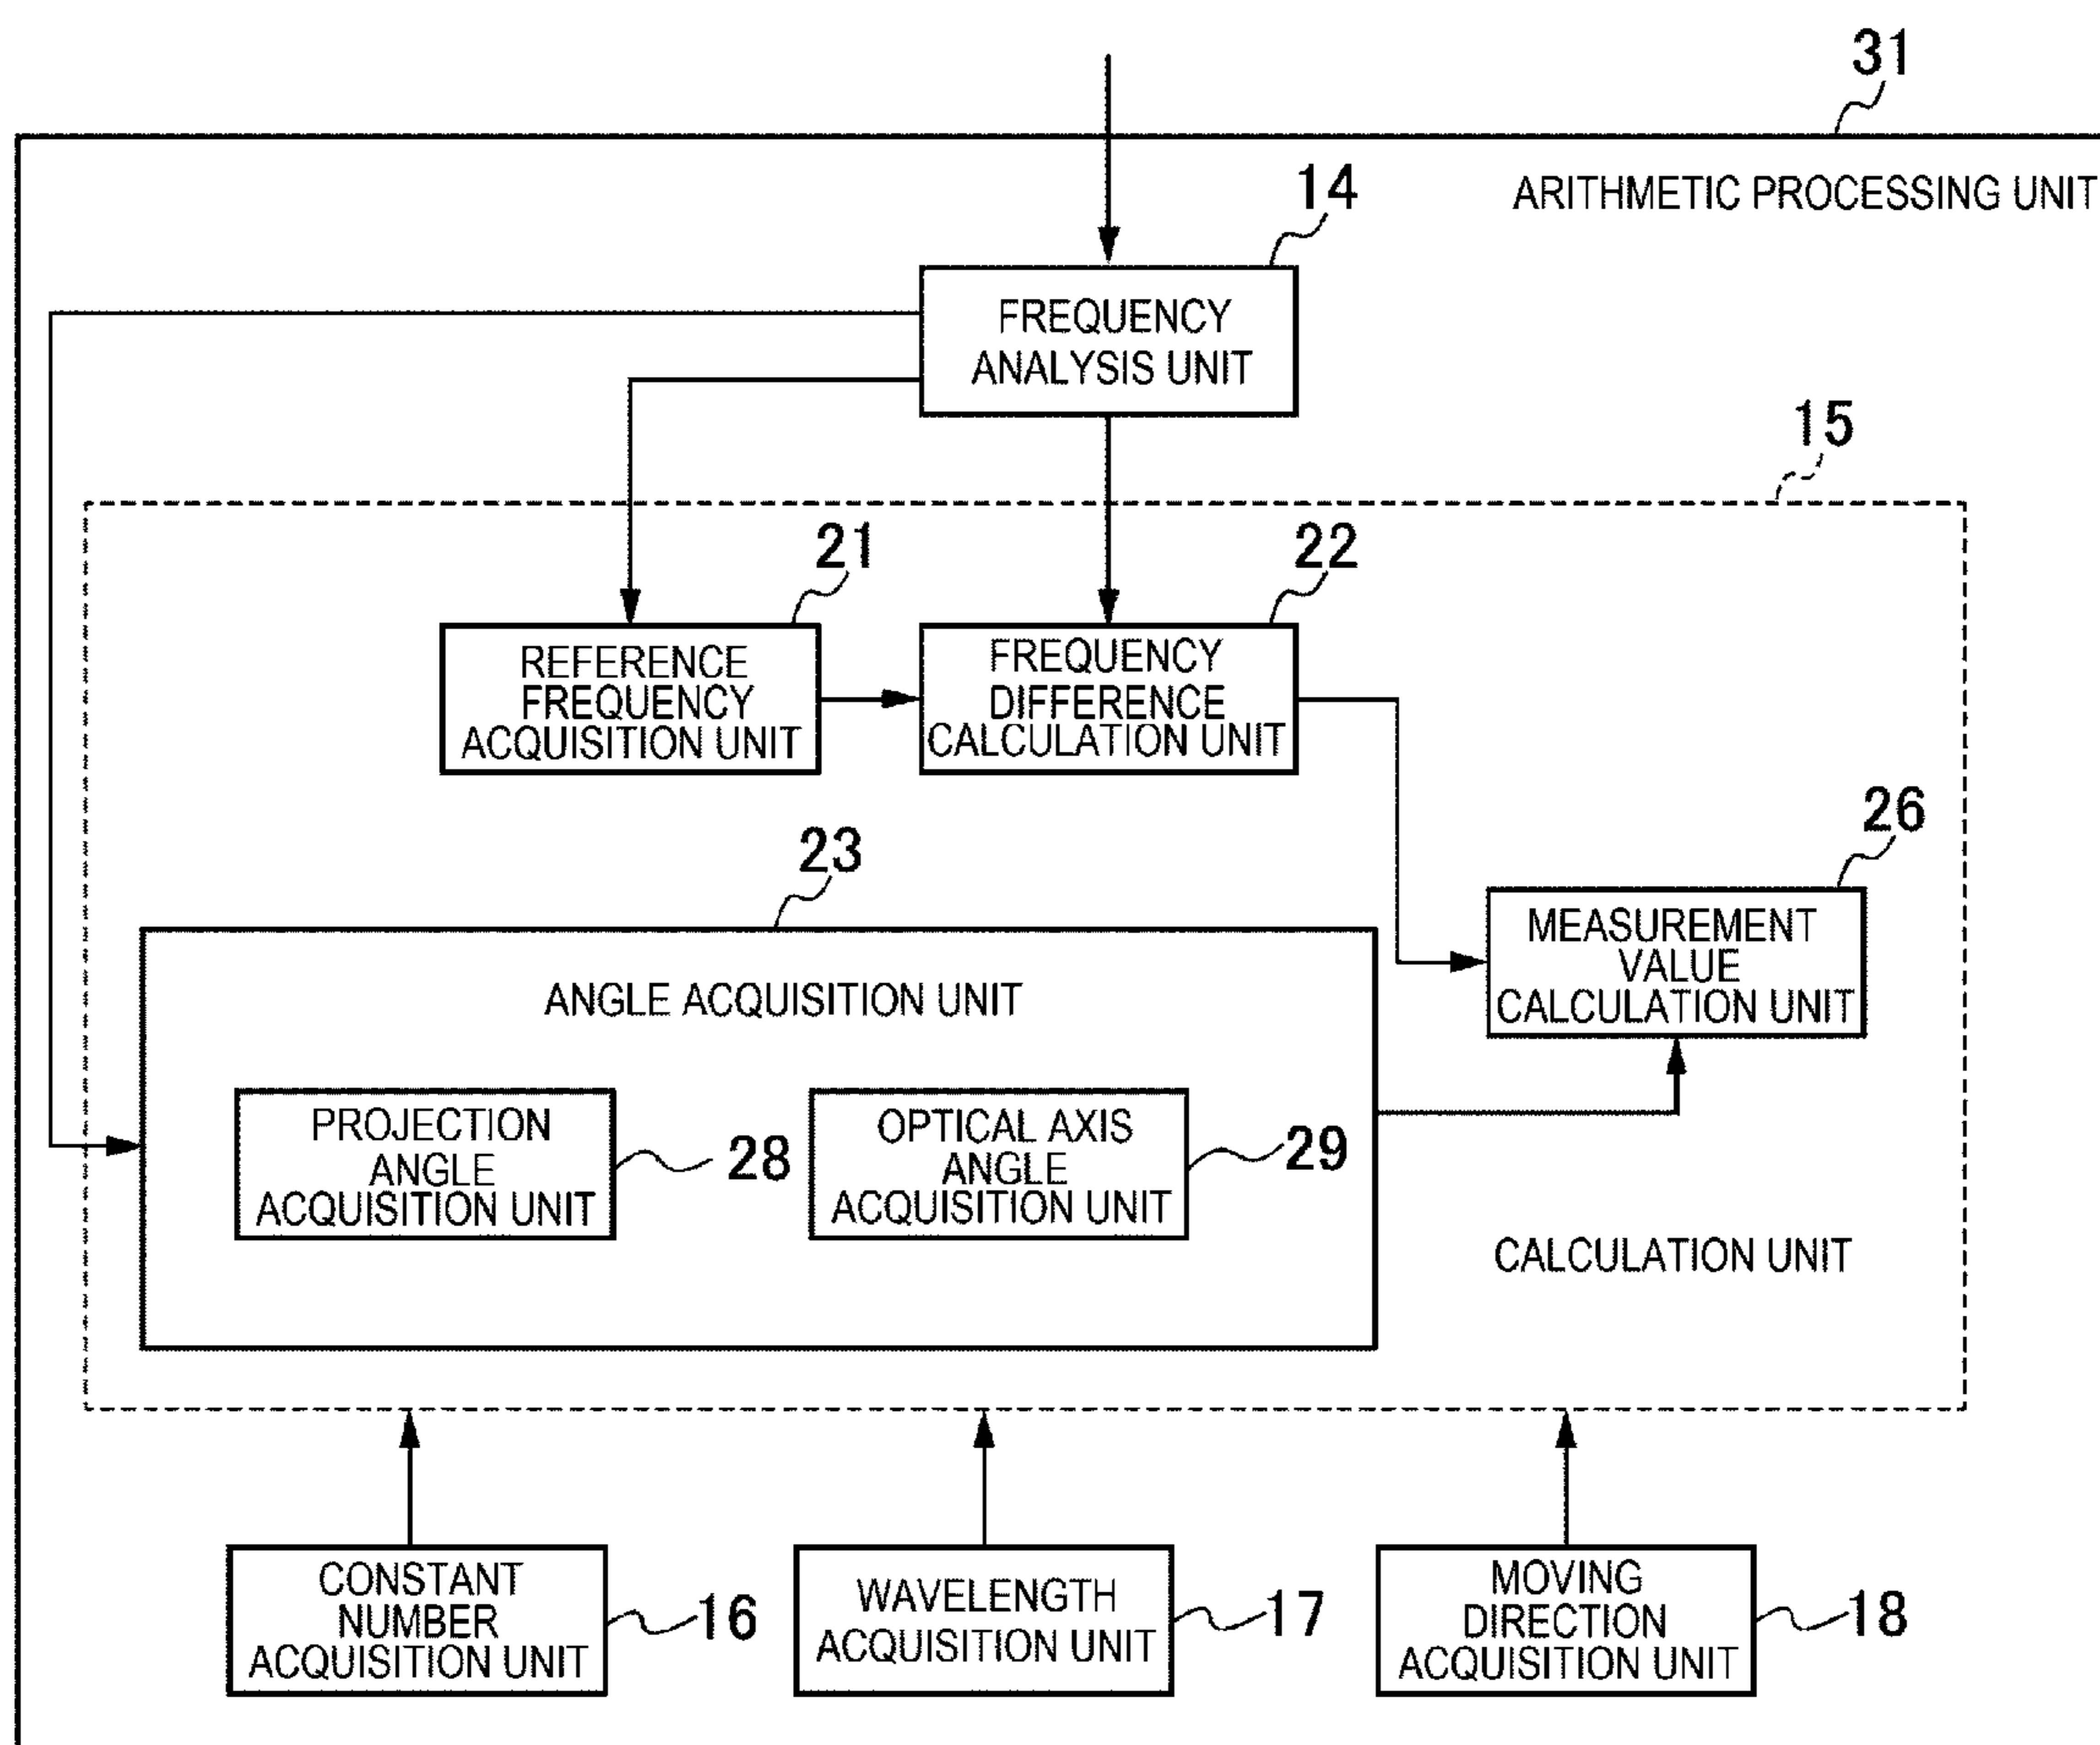 31
ARITHMETIC PROCESSING UNIT
14
FREQUENCY
ANALYSIS UNIT
15
21
REFERENCE
FREQUENCY
ACQUISITION UNIT
22
FREQUENCY
DIFFERENCE
CALCULATION UNIT
26
MEASUREMENT
VALUE
CALCULATION UNIT
23
ANGLE ACQUISITION UNIT
PROJECTION
ANGLE
ACQUISITION UNIT
28
OPTICAL AXIS
ANGLE
ACQUISITION UNIT
29
CALCULATION UNIT
CONSTANT
NUMBER
ACQUISITION UNIT
16
WAVELENGTH
ACQUISITION UNIT
17
MOVING
DIRECTION
ACQUISITION UNIT
18